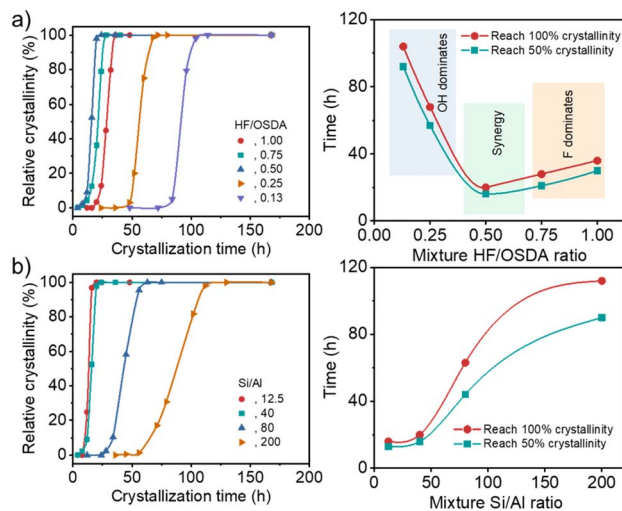 a)
Relative crystallinity (%)
100
80
60
40
20
0
HF/OSDA
, 1.00
, 0.75
, 0.50
, 0.25
, 0.13
0 50 100 150 200
Crystallization time (h)
Time (h)
120
80
40
0
Reach 100% crystallinity
Reach 50% crystallinity
OH dominates
Synergy
F dominates
0.00 0.25 0.50 0.75 1.00
Mixture HF/OSDA ratio
b)
Relative crystallinity (%)
100
80
60
40
20
0
Si/Al
, 12.5
, 40
, 80
, 200
0 50 100 150 200
Crystallization time (h)
Time (h)
120
80
40
0
Reach 100% crystallinity
Reach 50% crystallinity
0 50 100 150 200
Mixture Si/Al ratio